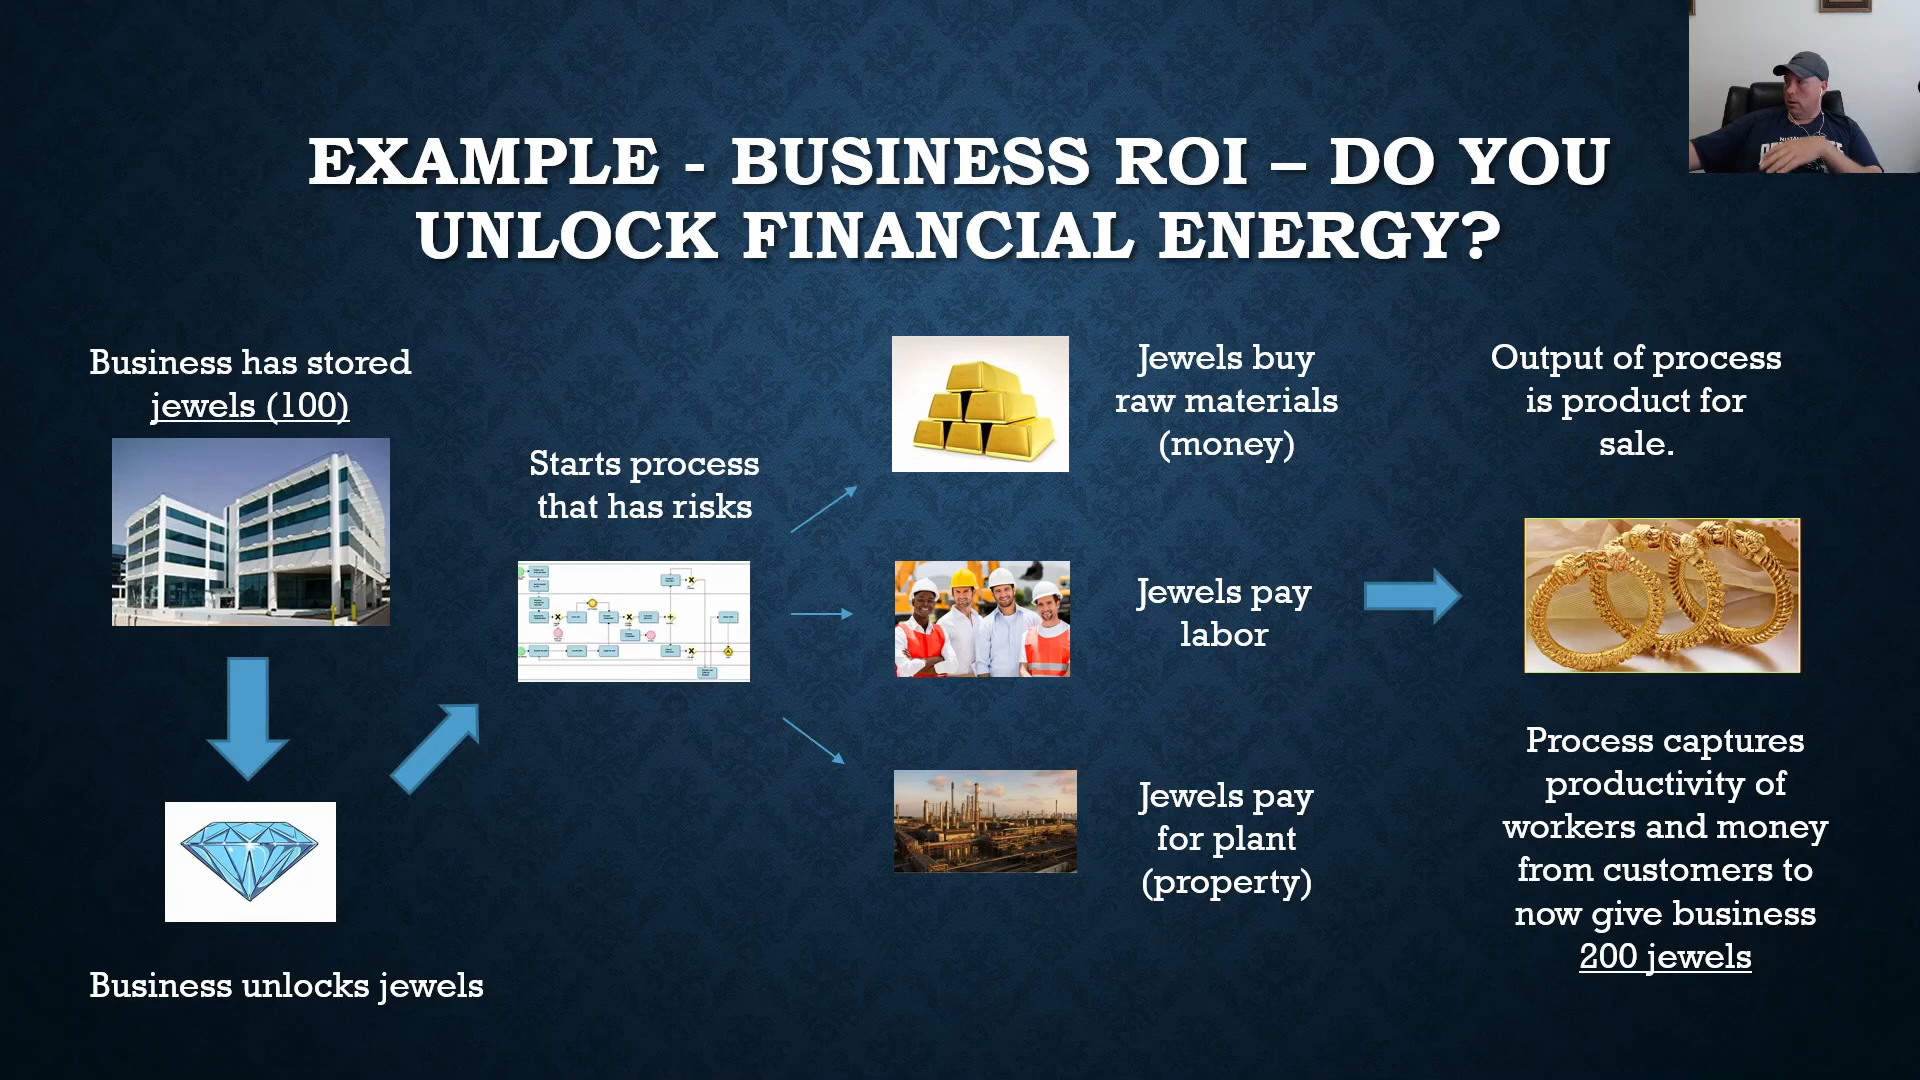 EXAMPLE - BUSINESS ROI – DO YOU
UNLOCK FINANCIAL ENERGY?
Business has stored
jewels (100)
Business unlocks jewels
Starts process
that has risks
Jewels buy
raw materials
(money)
Jewels pay
labor
Jewels pay
for plant
(property)
Output of process
is product for
sale.
Process captures
productivity of
workers and money
from customers to
now give business
200 jewels